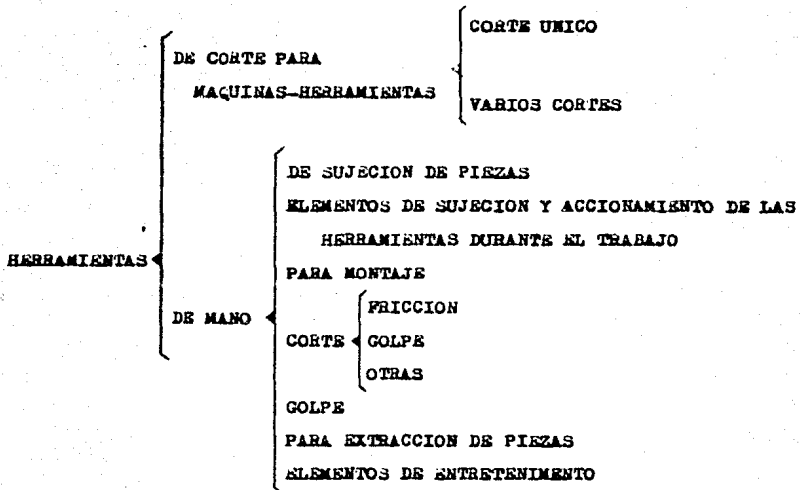 CORTE UNICO
DE CORTE PARA
MAQUINAS-HERRAMIENTAS
VARIOS CORTES
DE SUJECION DE PIEZAS
ELEMENTOS DE SUJECION Y ACCIONAMIENTO DE LAS
HERRAMIENTAS DURANTE EL TRABAJO
HERRAMIENTAS
PARA MONTAJE
DE MANO
FRICCION
CORTE
GOLPE
OTRAS
GOLPE
PARA EXTRACCION DE PIEZAS
ELEMENTOS DE ENTRETENIMENTO